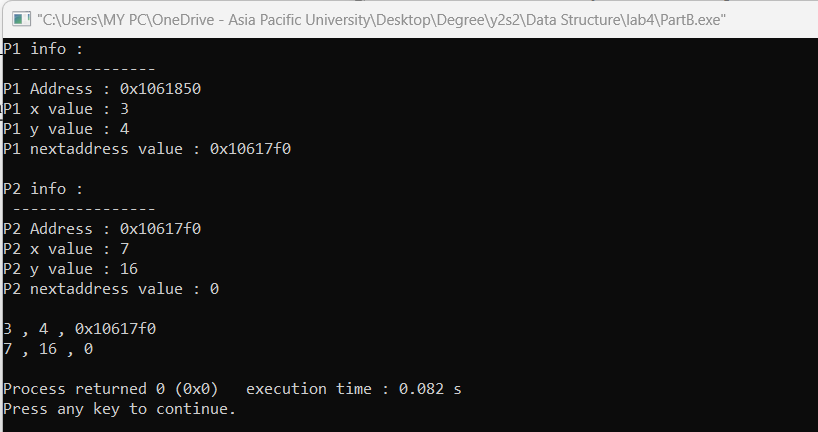 "C:\Users\MY PC\OneDrive - Asia Pacific University\Desktop\Degree\y2s2\Data Structure\lab4\PartB.exe"
P1 info :
 ----------------
P1 Address : 0x1061850
P1 x value : 3
P1 y value : 4
P1 nextaddress value : 0x10617f0

P2 info :
 ----------------
P2 Address : 0x10617f0
P2 x value : 7
P2 y value : 16
P2 nextaddress value : 0

3 , 4 , 0x10617f0
7 , 16 , 0

Process returned 0 (0x0)   execution time : 0.082 s
Press any key to continue.